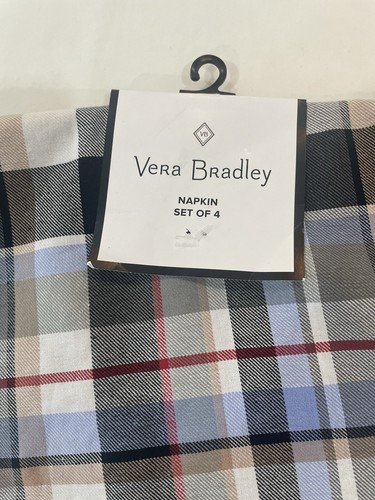 VB
Vera Bradley
NAPKIN
SET OF 4